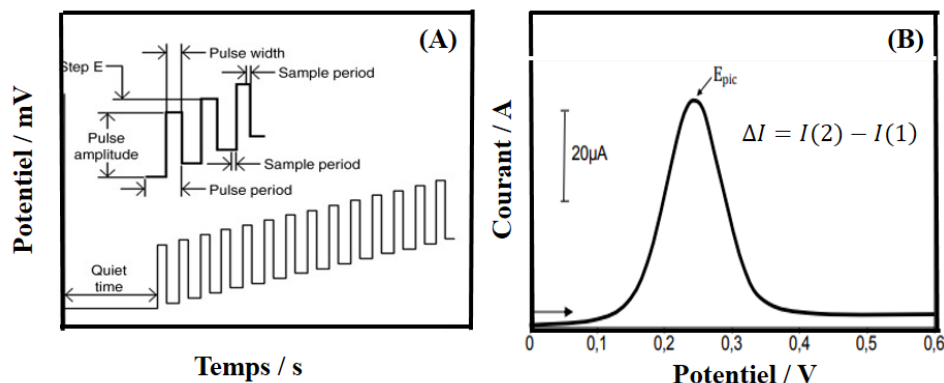 (A)
Pulse width
Step E
Sample period
Pulse
amplitude
Sample period
Pulse period
Quiet
time
Potentiel / mV
Temps / s
(B)
E_pic
20µA
ΔI = I(2) − I(1)
Courant / A
0 0,1 0,2 0,3 0,4 0,5 0,6
Potentiel / V